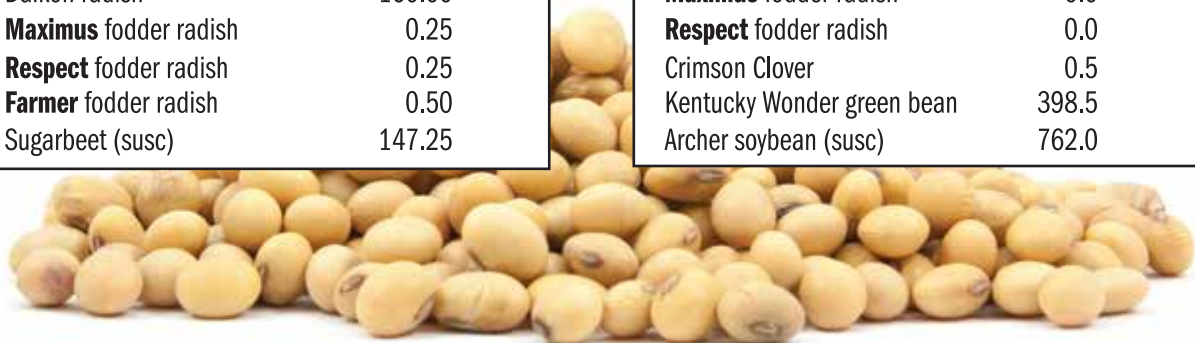 Maximus fodder radish 0.25
Respect fodder radish 0.25
Farmer fodder radish 0.50
Sugarbeet (susc) 147.25
fodder radish
Respect fodder radish 0.0
Crimson Clover 0.5
Kentucky Wonder green bean 398.5
Archer soybean (susc) 762.0